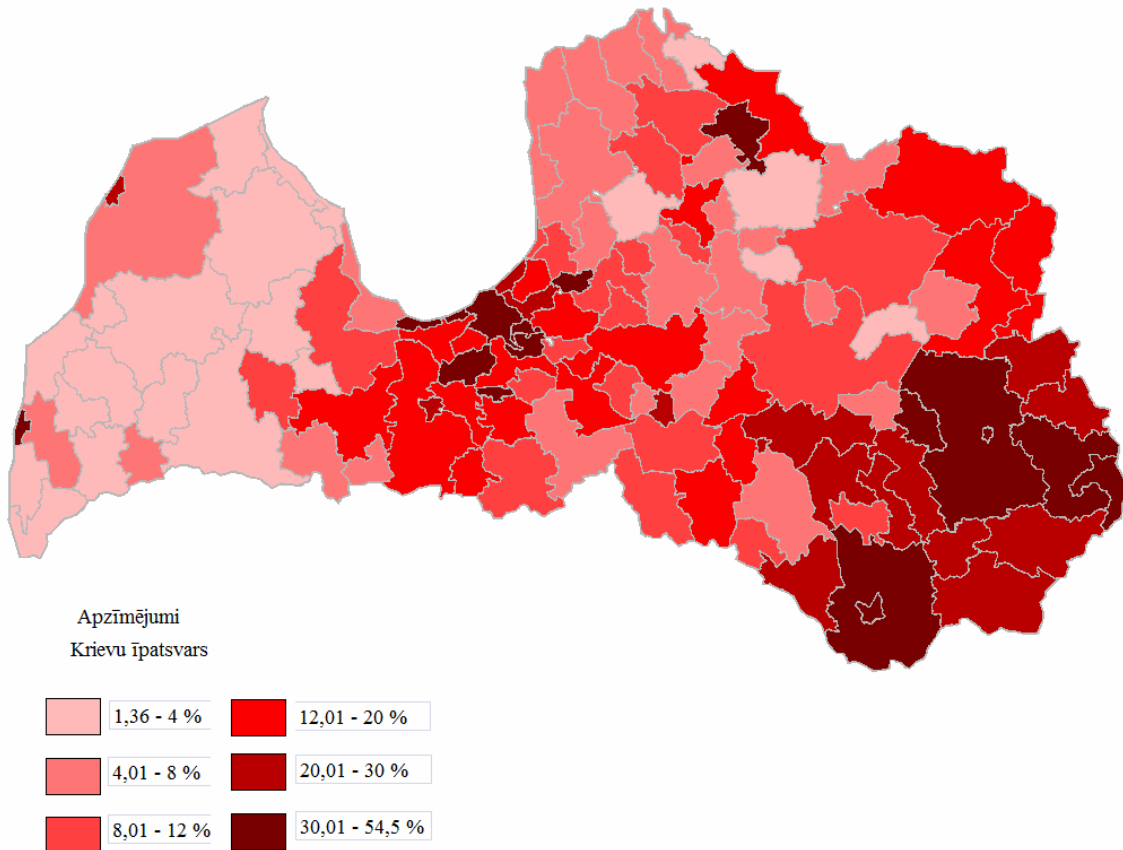 Apzīmējumi
Krievu īpatsvars
1,36 - 4 %
4,01 - 8 %
8,01 - 12 %
12,01 - 20 %
20,01 - 30 %
30,01 - 54,5 %